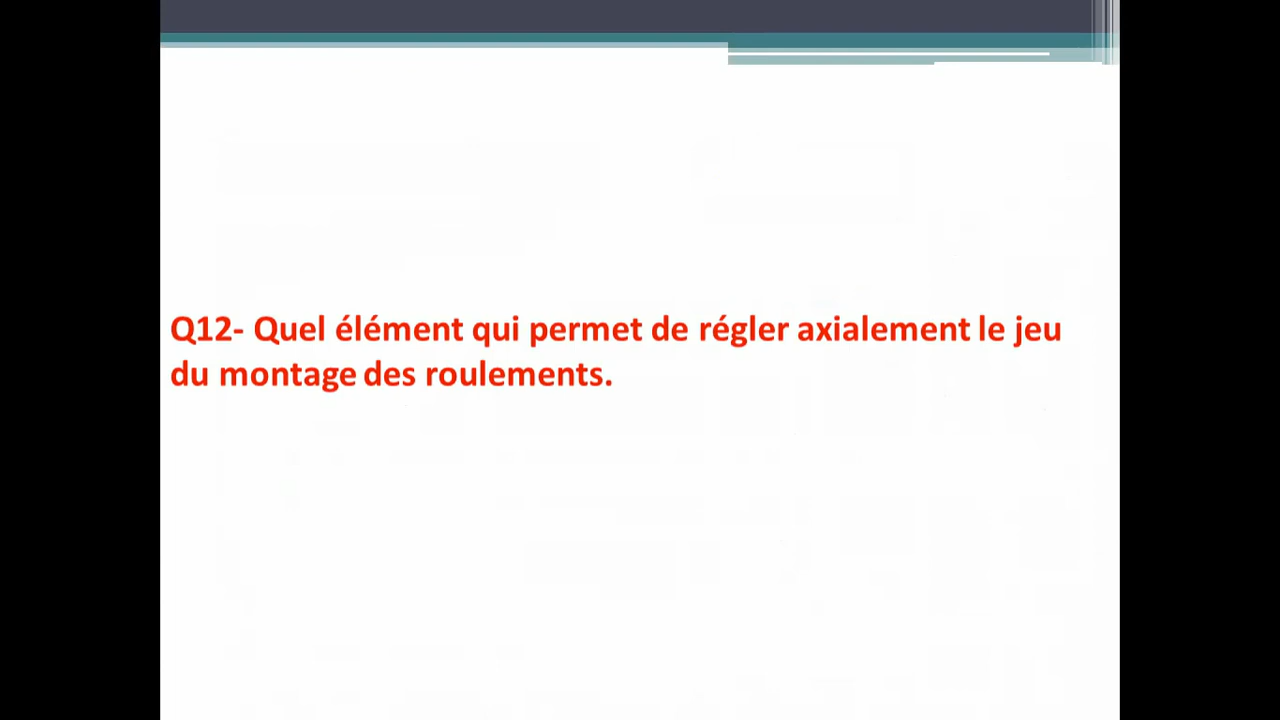 Q12- Quel élément qui permet de régler axialement le jeu
du montage des roulements.